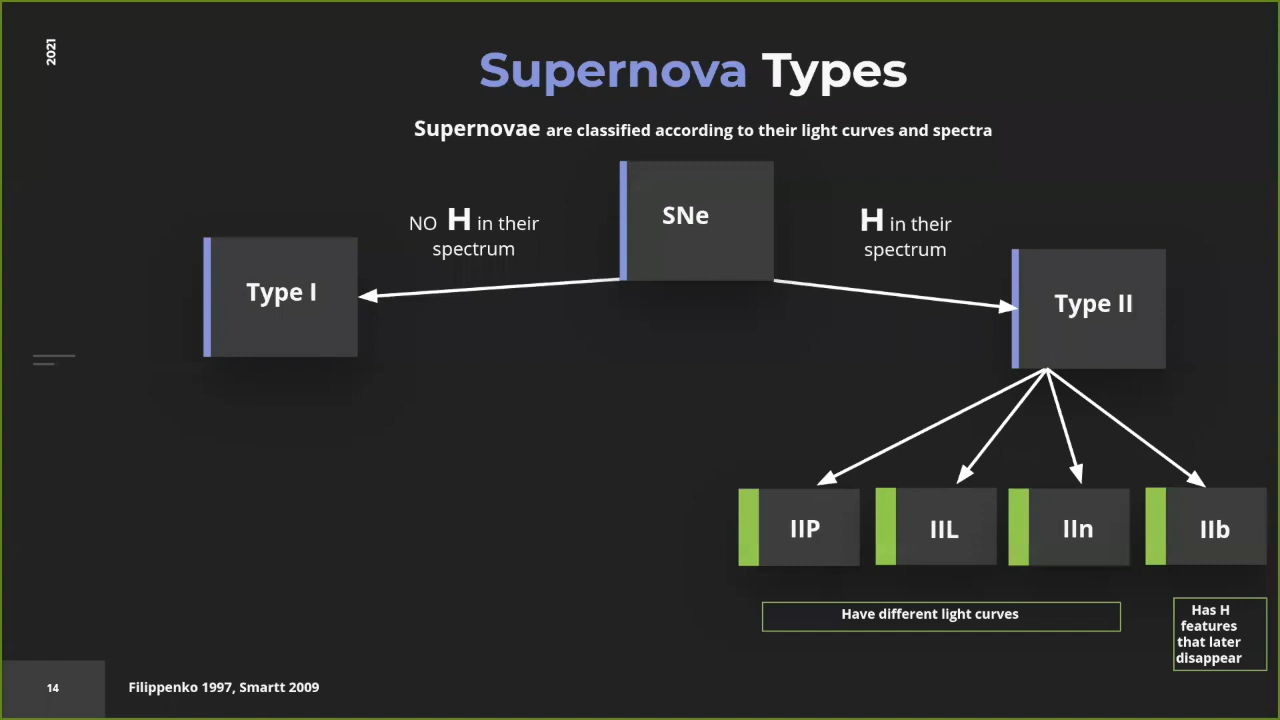 2021
Supernova Types
Supernovae are classified according to their light curves and spectra
SNe
NO H in their
spectrum
H in their
spectrum
Type I
Type II
IIP
IIL
IIn
IIb
Have different light curves
Has H
features
that later
disappear
14
Filippenko 1997, Smartt 2009